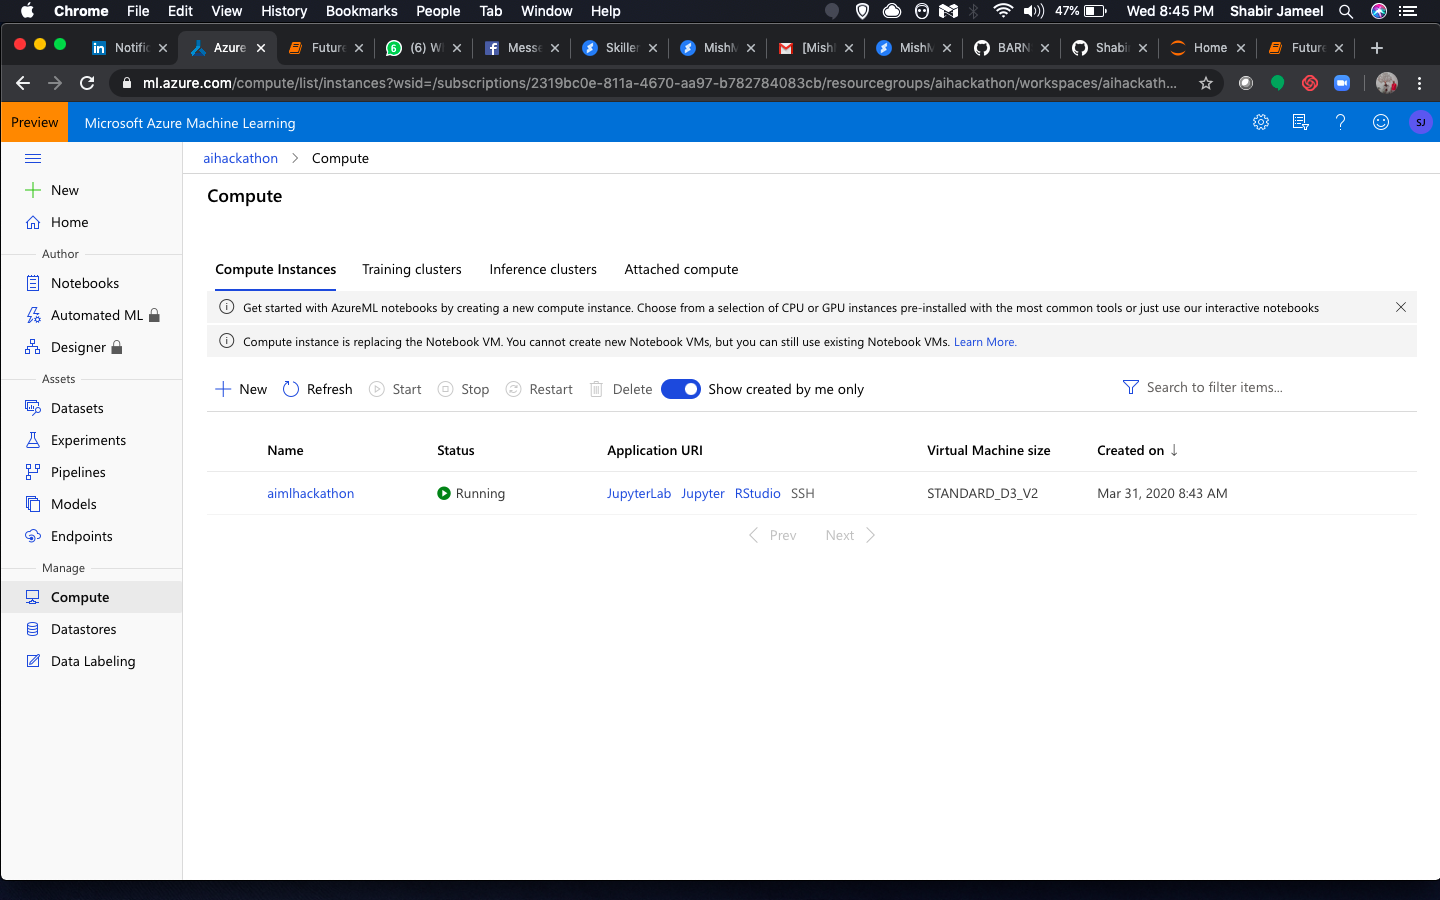 Chrome File Edit View History Bookmarks People Tab Window Help 47% Wed 8:45 PM Shabir Jameel
in Notific Azure Future 6 (6) W Messe Skiller MishM [Mish MishM BARN Shabi Home Future
ml.azure.com/compute/list/instances?wsid=/subscriptions/2319bc0e-811a-4670-aa97-b782784083cb/resourcegroups/aihackathon/workspaces/aihackath...
Preview Microsoft Azure Machine Learning SJ
aihackathon > Compute
Compute
New
Home
Author
Notebooks
Automated ML
Designer
Assets
Datasets
Experiments
Pipelines
Models
Endpoints
Manage
Compute
Datastores
Data Labeling
Compute Instances Training clusters Inference clusters Attached compute
Get started with AzureML notebooks by creating a new compute instance. Choose from a selection of CPU or GPU instances pre-installed with the most common tools or just use our interactive notebooks
Compute instance is replacing the Notebook VM. You cannot create new Notebook VMs, but you can still use existing Notebook VMs. Learn More.
New Refresh Start Stop Restart Delete Show created by me only Search to filter items...
Name Status Application URI Virtual Machine size Created on ↓
aimlhackathon Running JupyterLab Jupyter RStudio SSH STANDARD_D3_V2 Mar 31, 2020 8:43 AM
< Prev Next >